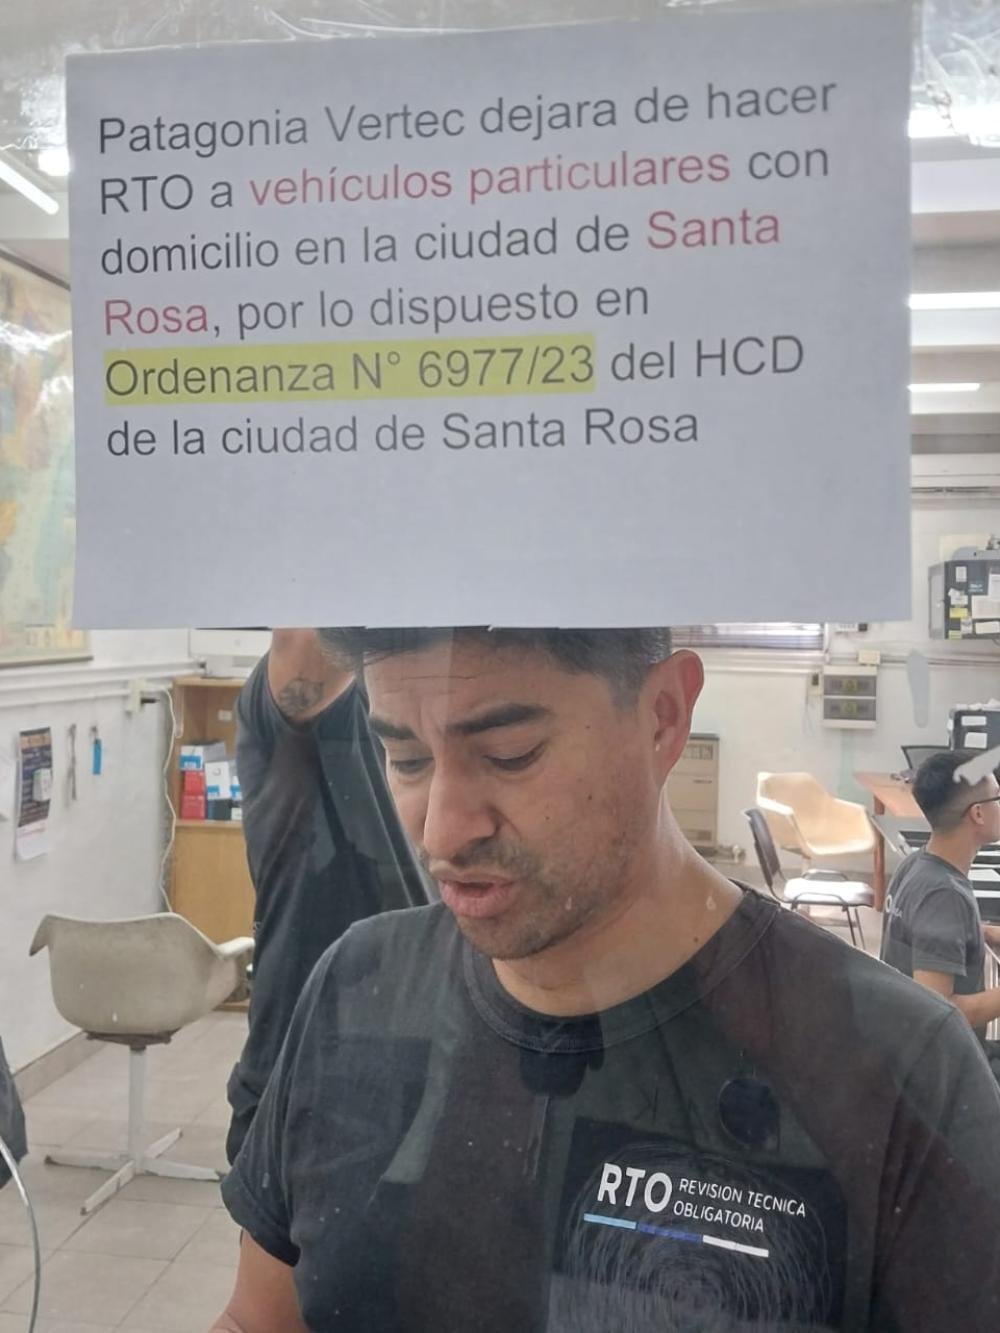 Patagonia Vertec dejara de hacer
RTO a vehículos particulares con
domicilio en la ciudad de Santa
Rosa, por lo dispuesto en
Ordenanza N° 6977/23 del HCD
de la ciudad de Santa Rosa
RTO REVISION TECNICA
OBLIGATORIA